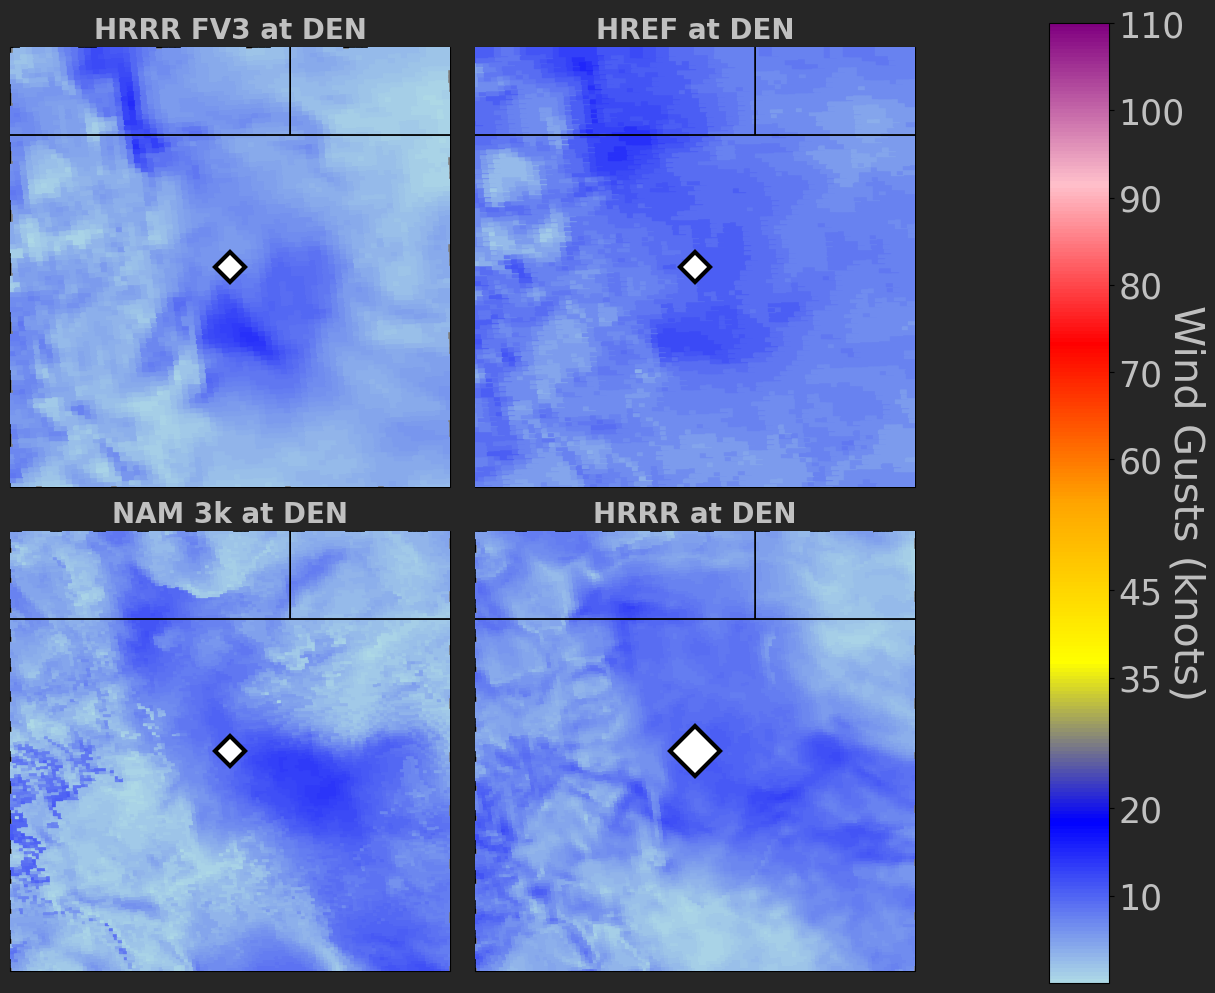 HRRR FV3 at DEN
HREF at DEN
NAM 3k at DEN
HRRR at DEN
110
100
90
80
70
60
45
35
20
10
Wind Gusts (knots)